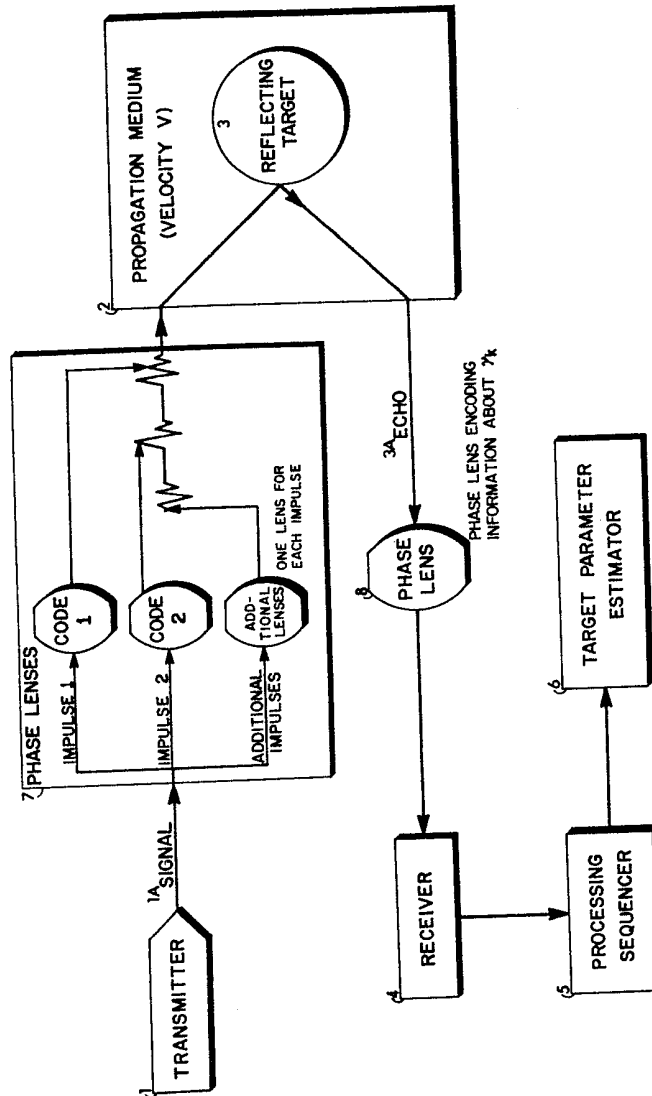 1
TRANSMITTER
1A
SIGNAL
7
PHASE LENSES
IMPULSE 1
CODE
1
IMPULSE 2
CODE
2
ADDITIONAL
IMPULSES
ADD-
ITIONAL
LENSES
ONE LENS FOR
EACH IMPULSE
2
PROPAGATION MEDIUM
(VELOCITY V)
3
REFLECTING
TARGET
3A
ECHO
8
PHASE
LENS
PHASE LENS ENCODING
INFORMATION ABOUT
4
RECEIVER
5
PROCESSING
SEQUENCER
6
TARGET PARAMETER
ESTIMATOR